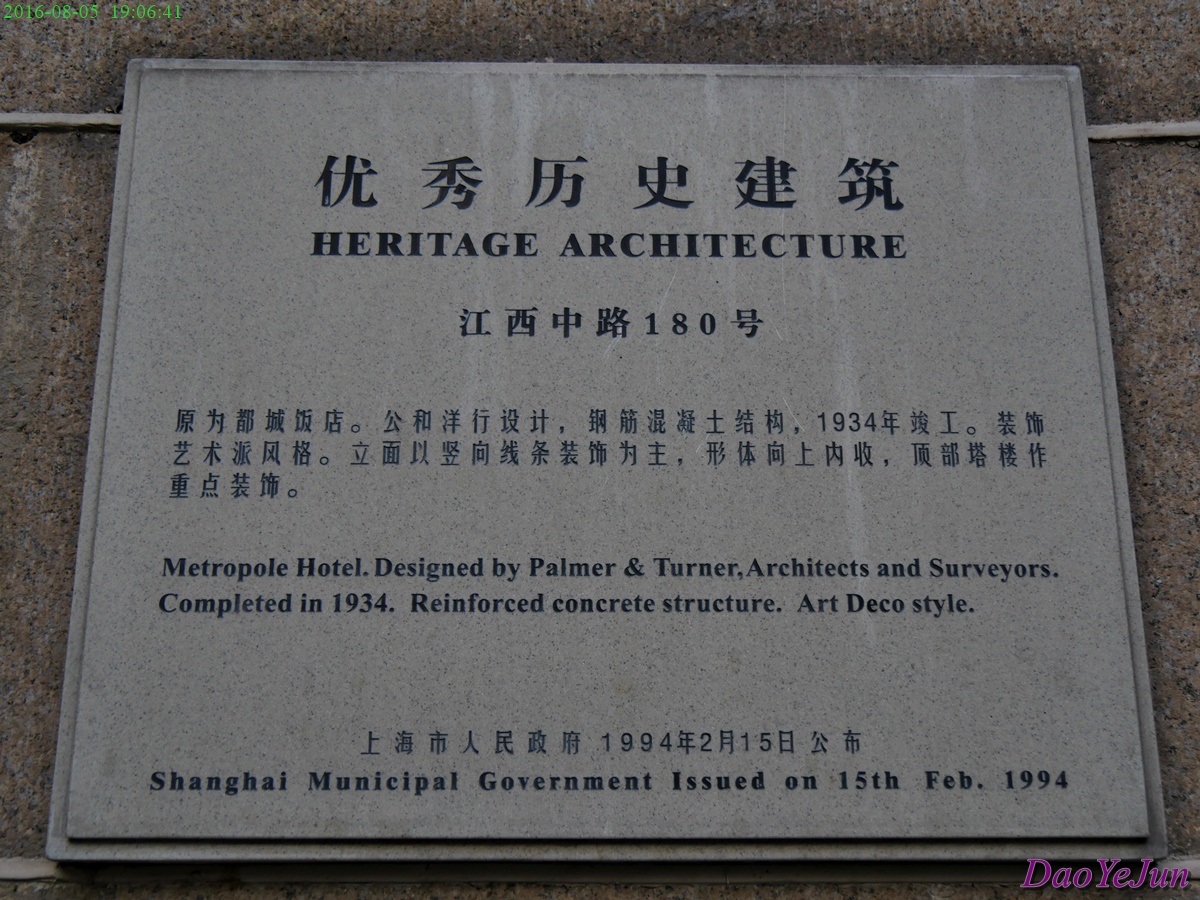 2016-08-05 19:06:41
优秀历史建筑
HERITAGE ARCHITECTURE
江西中路180号
原为都城饭店。公和洋行设计，钢筋混凝土结构，1934年竣工。装饰
艺术派风格。立面以竖向线条装饰为主，形体向上内收，顶部塔楼作
重点装饰。
Metropole Hotel. Designed by Palmer & Turner, Architects and Surveyors.
Completed in 1934. Reinforced concrete structure. Art Deco style.
上海市人民政府 1994年2月15日公布
Shanghai Municipal Government Issued on 15th Feb. 1994
DaoYeJun